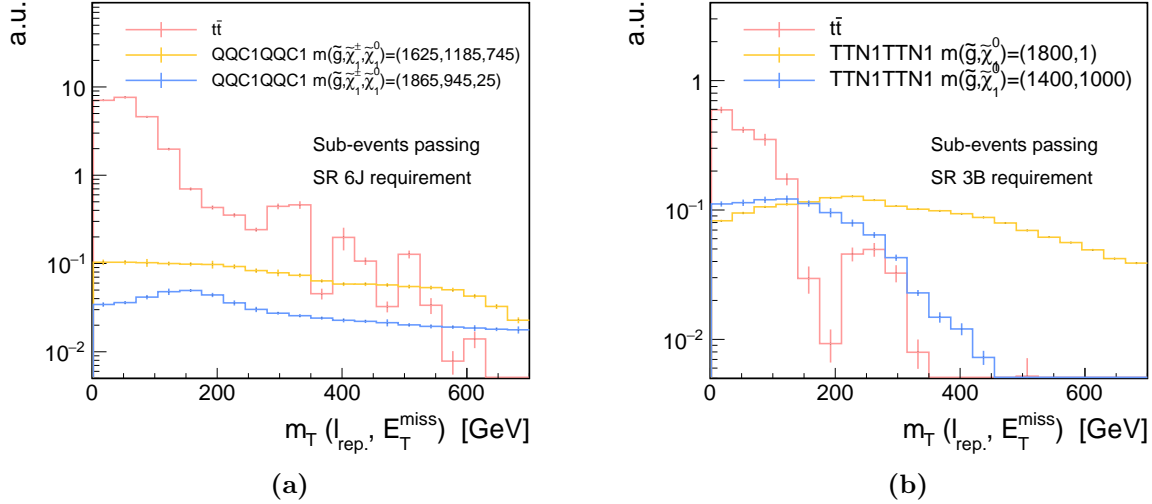 a.u.
tt̄
QQC1QQC1 m(g̃,χ̃₁±,χ̃₁⁰)=(1625,1185,745)
QQC1QQC1 m(g̃,χ̃₁±,χ̃₁⁰)=(1865,945,25)
Sub-events passing
SR 6J requirement
10
1
10⁻¹
10⁻²
0 200 400 600
m_T (l_rep., E_T^miss) [GeV]
(a)
a.u.
tt̄
TTN1TTN1 m(g̃,χ̃₁⁰)=(1800,1)
TTN1TTN1 m(g̃,χ̃₁⁰)=(1400,1000)
Sub-events passing
SR 3B requirement
1
10⁻¹
10⁻²
0 200 400 600
m_T (l_rep., E_T^miss) [GeV]
(b)